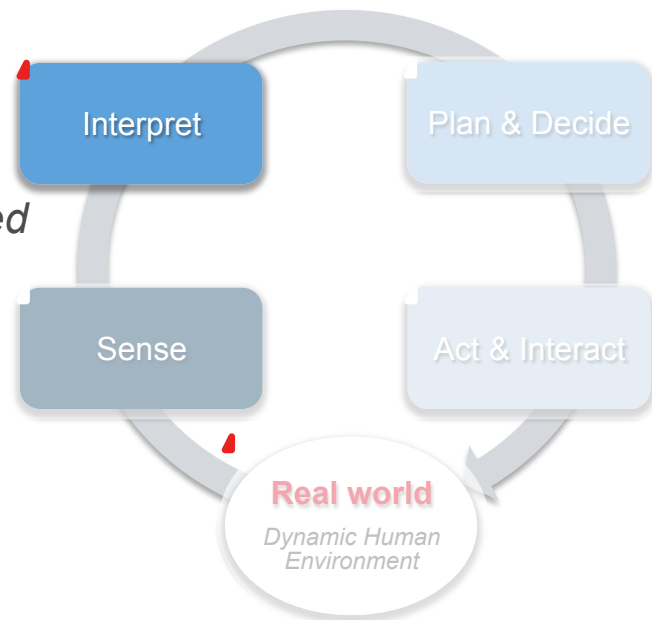 Interpret
Plan & Decide
ed
Sense
Act & Interact
Real world
Dynamic Human
Environment